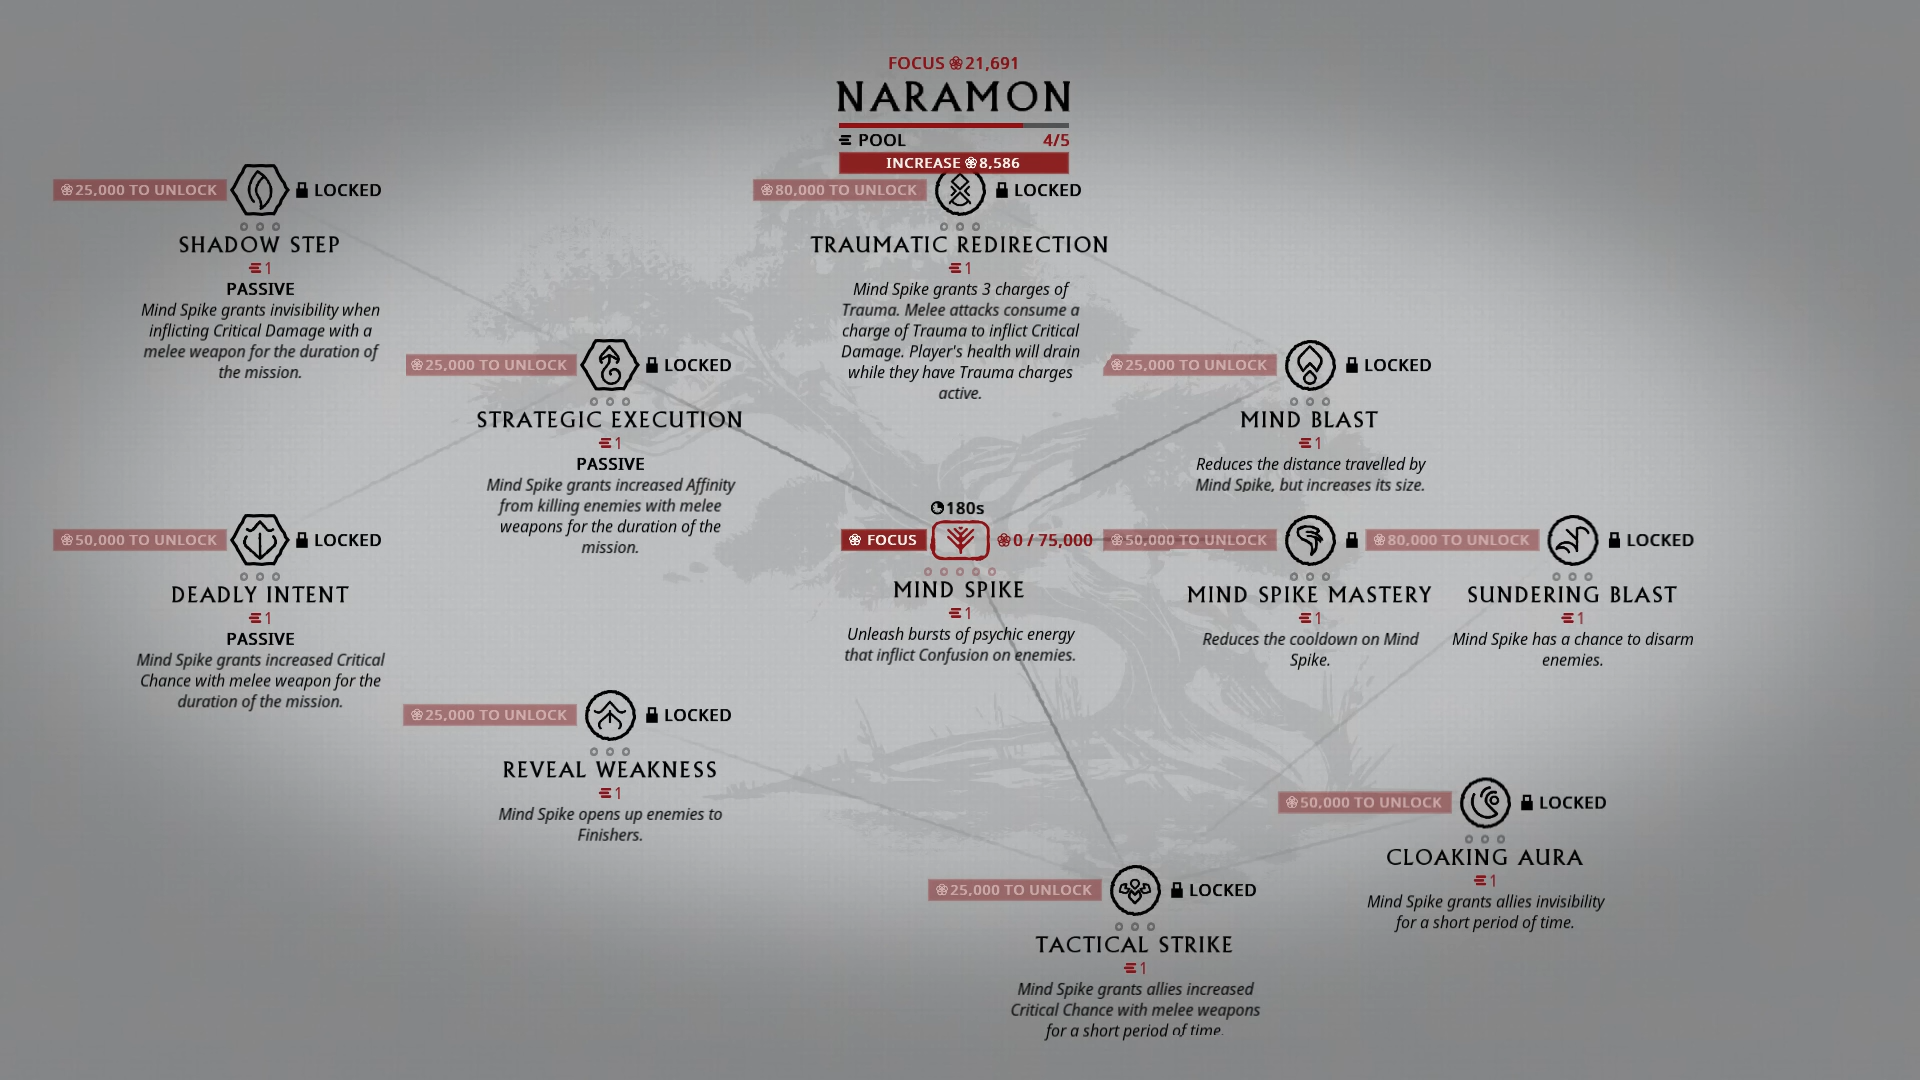 FOCUS 21,691
NARAMON
POOL 4/5
INCREASE 8,586
25,000 TO UNLOCK LOCKED
SHADOW STEP
1
PASSIVE
Mind Spike grants invisibility when
inflicting Critical Damage with a
melee weapon for the duration of
the mission.
80,000 TO UNLOCK LOCKED
TRAUMATIC REDIRECTION
1
Mind Spike grants 3 charges of
Trauma. Melee attacks consume a
charge of Trauma to inflict Critical
Damage. Player's health will drain
while they have Trauma charges
active.
25,000 TO UNLOCK LOCKED
STRATEGIC EXECUTION
1
PASSIVE
Mind Spike grants increased Affinity
from killing enemies with melee
weapons for the duration of the
mission.
25,000 TO UNLOCK LOCKED
MIND BLAST
1
Reduces the distance travelled by
Mind Spike, but increases its size.
50,000 TO UNLOCK LOCKED
DEADLY INTENT
1
PASSIVE
Mind Spike grants increased Critical
Chance with melee weapon for the
duration of the mission.
180s
FOCUS 0 / 75,000
MIND SPIKE
1
Unleash bursts of psychic energy
that inflict Confusion on enemies.
50,000 TO UNLOCK
MIND SPIKE MASTERY
1
Reduces the cooldown on Mind
Spike.
80,000 TO UNLOCK LOCKED
SUNDERING BLAST
1
Mind Spike has a chance to disarm
enemies.
25,000 TO UNLOCK LOCKED
REVEAL WEAKNESS
1
Mind Spike opens up enemies to
Finishers.
50,000 TO UNLOCK LOCKED
CLOAKING AURA
1
Mind Spike grants allies invisibility
for a short period of time.
25,000 TO UNLOCK LOCKED
TACTICAL STRIKE
1
Mind Spike grants allies increased
Critical Chance with melee weapons
for a short period of time.